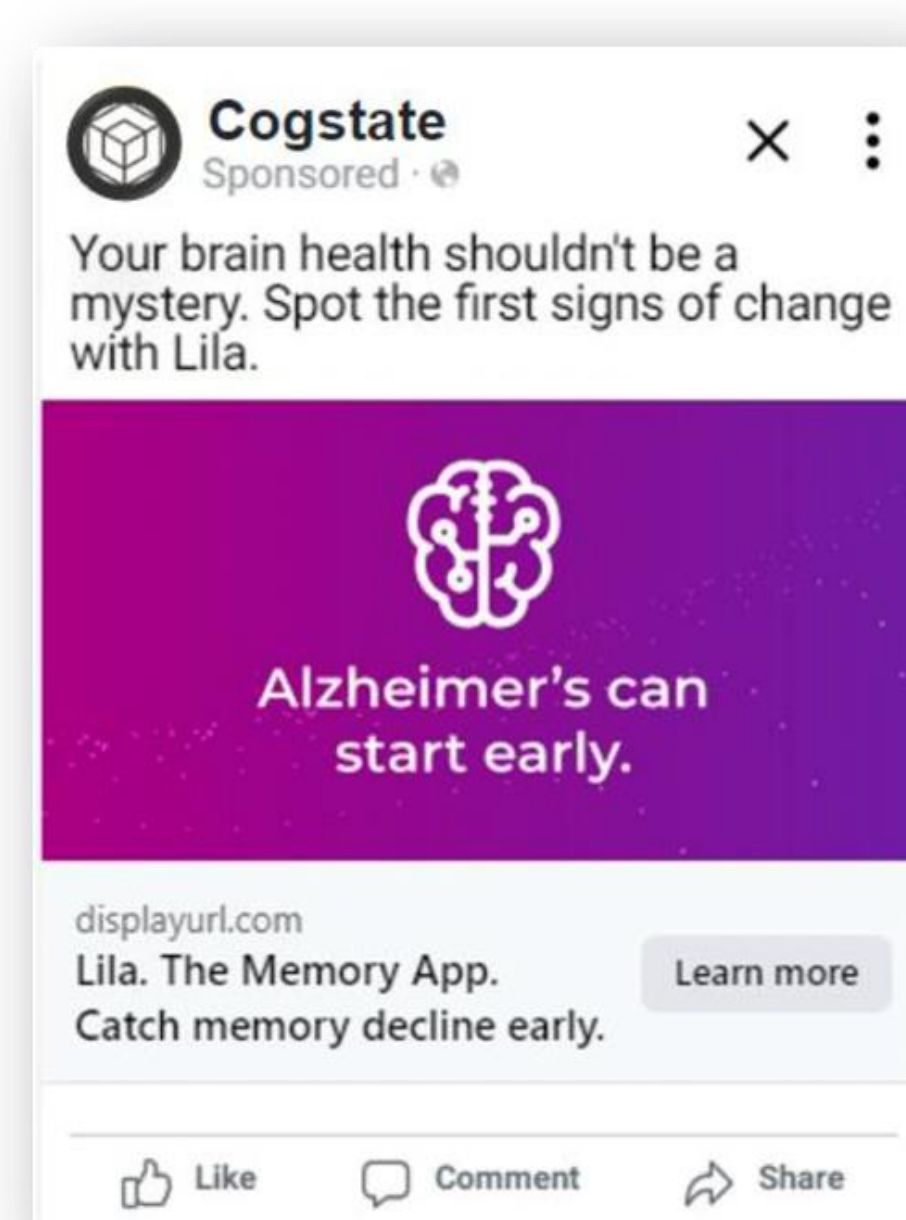 Cogstate
Sponsored ·
Your brain health shouldn't be a
mystery. Spot the first signs of change
with Lila.
Alzheimer’s can
start early.
displayurl.com
Lila. The Memory App.
Learn more
Catch memory decline early.
Like
Comment
Share